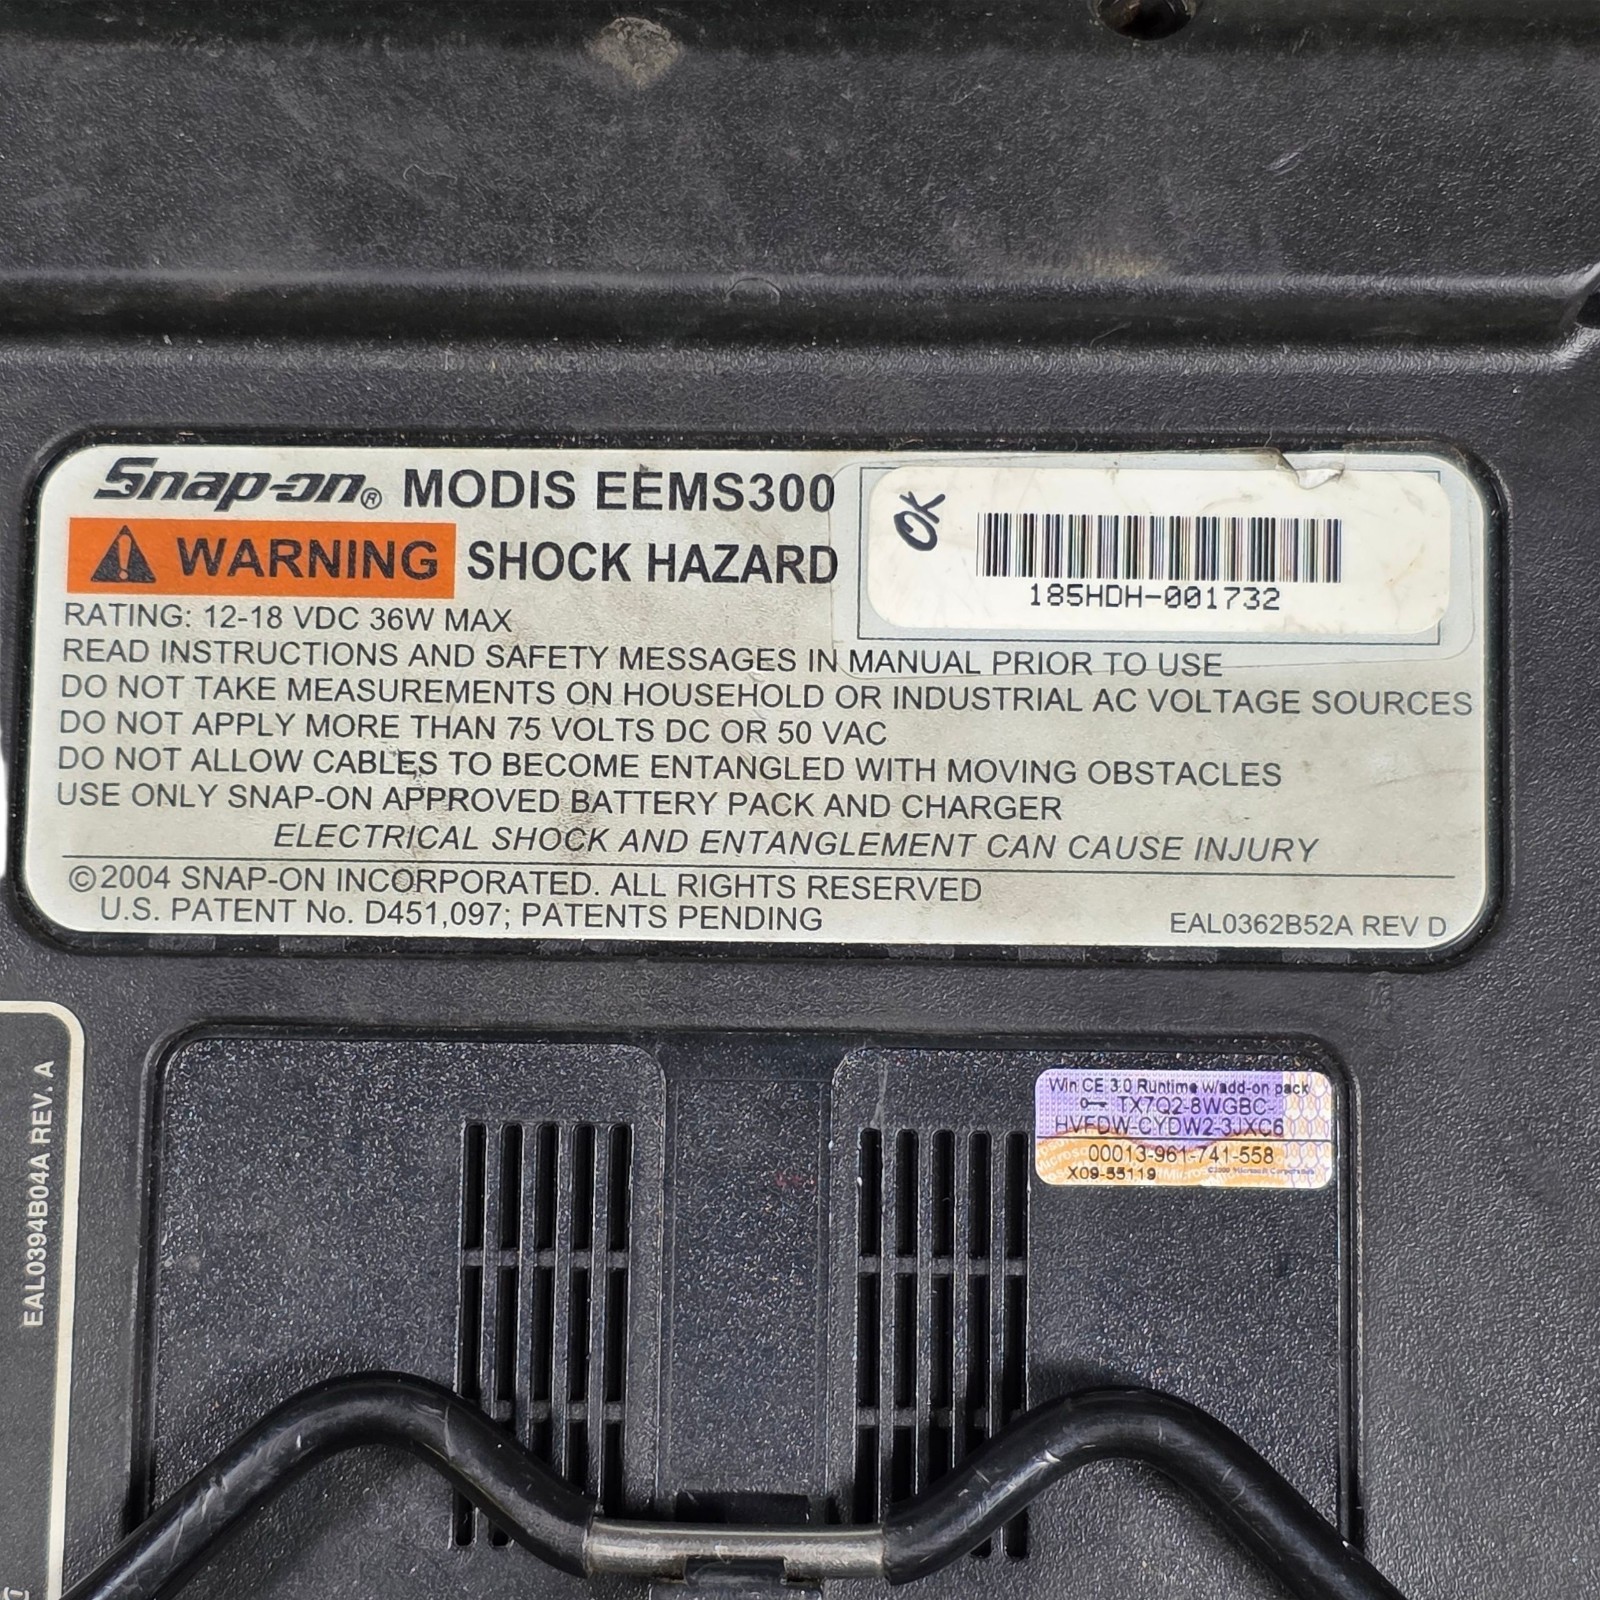 Snap-on® MODIS EEMS300
WARNING SHOCK HAZARD
OK
185HDH-001732
RATING: 12-18 VDC 36W MAX
READ INSTRUCTIONS AND SAFETY MESSAGES IN MANUAL PRIOR TO USE
DO NOT TAKE MEASUREMENTS ON HOUSEHOLD OR INDUSTRIAL AC VOLTAGE SOURCES
DO NOT APPLY MORE THAN 75 VOLTS DC OR 50 VAC
DO NOT ALLOW CABLES TO BECOME ENTANGLED WITH MOVING OBSTACLES
USE ONLY SNAP-ON APPROVED BATTERY PACK AND CHARGER
ELECTRICAL SHOCK AND ENTANGLEMENT CAN CAUSE INJURY
©2004 SNAP-ON INCORPORATED. ALL RIGHTS RESERVED
U.S. PATENT No. D451,097; PATENTS PENDING
EAL0362B52A REV D
EAL0394B04A REV. A
Win CE 3.0 Runtime w/add-on pack
TX7Q2-8WGBC-
HVFDW-CYDW2-3JXC6
00013-961-741-558
X09-55119
©2000 Microsoft Corporation